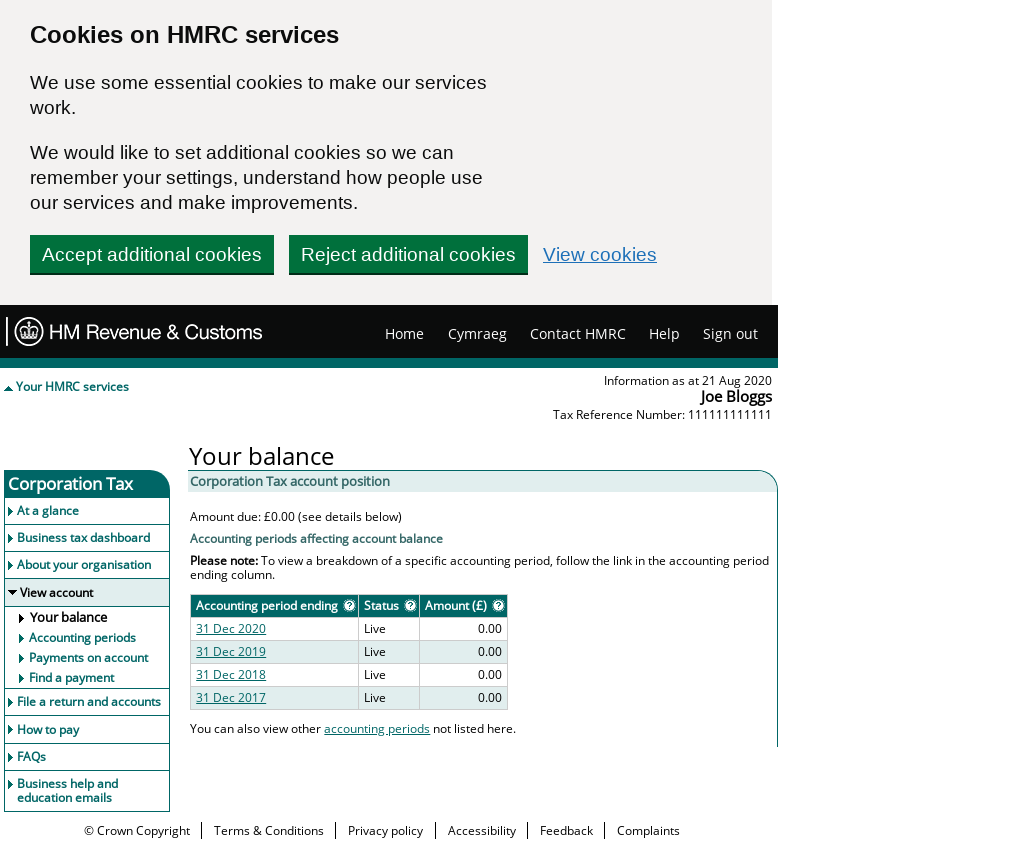 Cookies on HMRC services
We use some essential cookies to make our services
work.
We would like to set additional cookies so we can
remember your settings, understand how people use
our services and make improvements.
Accept additional cookies Reject additional cookies View cookies
HM Revenue & Customs Home Cymraeg Contact HMRC Help Sign out
Your HMRC services
Information as at 21 Aug 2020
Joe Bloggs
Tax Reference Number: 111111111111
Your balance
Corporation Tax
At a glance
Business tax dashboard
About your organisation
View account
Your balance
Accounting periods
Payments on account
Find a payment
File a return and accounts
How to pay
FAQs
Business help and
education emails
Corporation Tax account position
Amount due: £0.00 (see details below)
Accounting periods affecting account balance
Please note: To view a breakdown of a specific accounting period, follow the link in the accounting period
ending column.
Accounting period ending ? Status ? Amount (£) ?
31 Dec 2020 Live 0.00
31 Dec 2019 Live 0.00
31 Dec 2018 Live 0.00
31 Dec 2017 Live 0.00
You can also view other accounting periods not listed here.
© Crown Copyright Terms & Conditions Privacy policy Accessibility Feedback Complaints